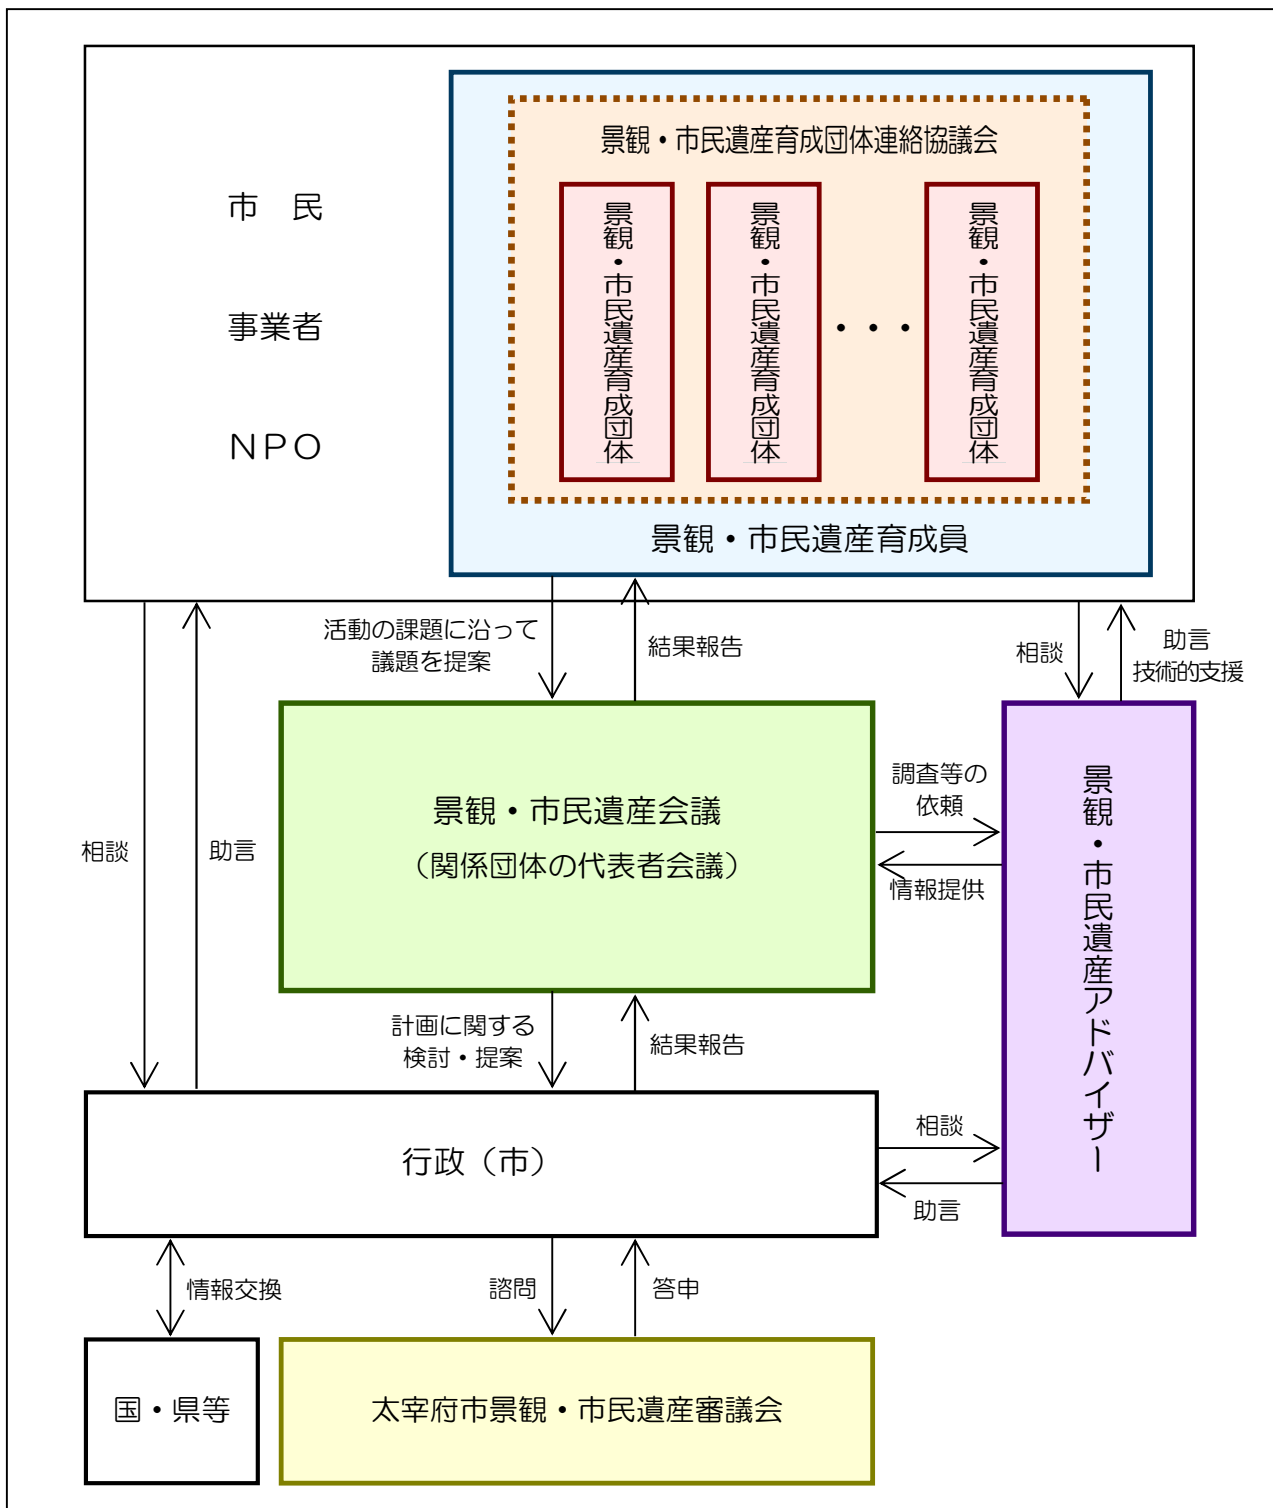 景観・市民遺産育成団体連絡協議会
市　民
事業者
ＮＰＯ
景観・市民遺産育成団体
景観・市民遺産育成団体
・・・
景観・市民遺産育成団体
景観・市民遺産育成員
活動の課題に沿って
議題を提案
結果報告
相談
助言
技術的支援
景観・市民遺産会議
（関係団体の代表者会議）
調査等の
依頼
情報提供
景観・市民遺産アドバイザー
相談
助言
計画に関する
検討・提案
結果報告
行政（市）
相談
助言
情報交換
諮問
答申
国・県等
太宰府市景観・市民遺産審議会